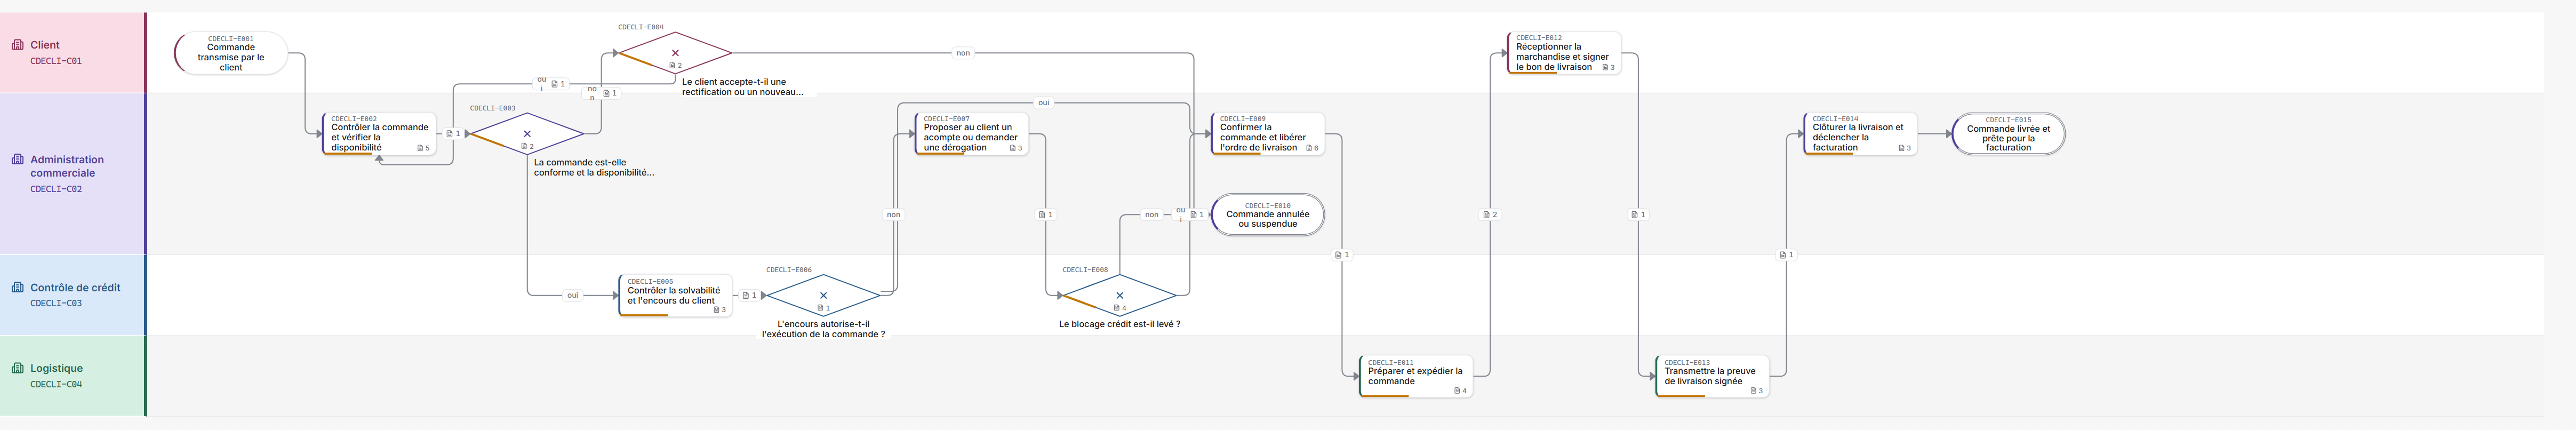 Client
CDECLI-C01
CDECLI-E001
Commande
transmise par le
client
CDECLI-E004
2
Le client accepte-t-il une
rectification ou un nouveau...
non
ou
i
1
no
n
1
CDECLI-E012
Réceptionner la
marchandise et signer
le bon de livraison
3
Administration
commerciale
CDECLI-C02
CDECLI-E002
Contrôler la commande
et vérifier la
disponibilité
5
1
CDECLI-E003
2
La commande est-elle
conforme et la disponibilité...
oui
CDECLI-E007
Proposer au client un
acompte ou demander
une dérogation
3
CDECLI-E009
Confirmer la
commande et libérer
l'ordre de livraison
6
CDECLI-E014
Clôturer la livraison et
déclencher la
facturation
3
CDECLI-E015
Commande livrée et
prête pour la
facturation
non
1
non
ou
i
1
CDECLI-E010
Commande annulée
ou suspendue
2
1
1
1
Contrôle de crédit
CDECLI-C03
oui
CDECLI-E005
Contrôler la solvabilité
et l'encours du client
3
1
CDECLI-E006
1
L'encours autorise-t-il
l'exécution de la commande ?
CDECLI-E008
4
Le blocage crédit est-il levé ?
Logistique
CDECLI-C04
CDECLI-E011
Préparer et expédier la
commande
4
CDECLI-E013
Transmettre la preuve
de livraison signée
3